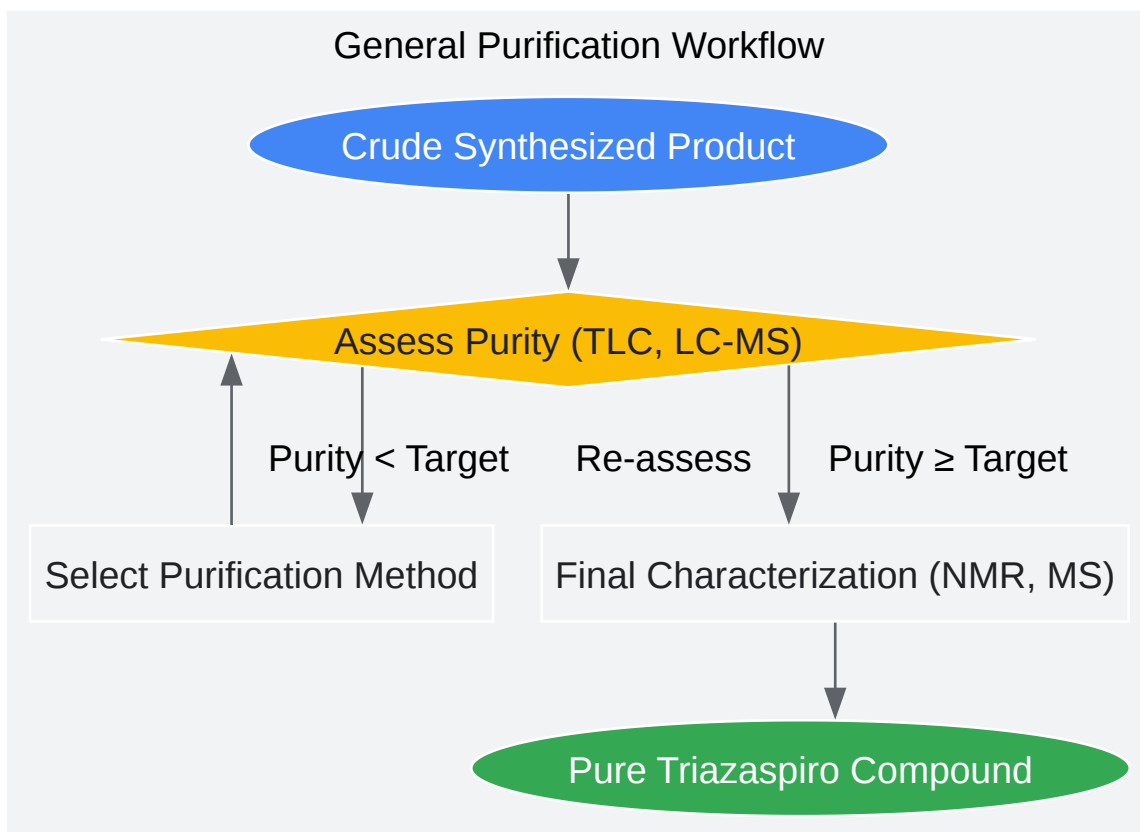 General Purification Workflow
Crude Synthesized Product
Assess Purity (TLC, LC-MS)
Purity < Target
Re-assess
Purity ≥ Target
Select Purification Method
Final Characterization (NMR, MS)
Pure Triazaspiro Compound